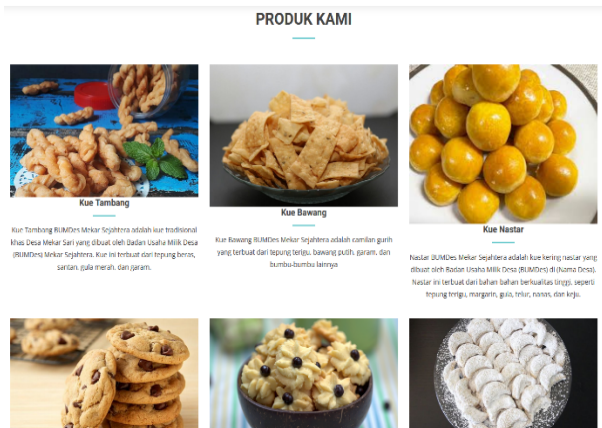 PRODUK KAMI
Kue Tambang
Kue Tambang BUMDes Mekar Sejahtera adalah kue tradisional
khas Desa Mekar Sari yang dibuat oleh Badan Usaha Milik Desa
(BUMDes) Mekar Sejahtera. Kue ini terbuat dari tepung beras,
santan, gula merah, dan garam.
Kue Bawang
Kue Bawang BUMDes Mekar Sejahtera adalah camilan gurih
yang terbuat dari tepung terigu, bawang putih, garam, dan
bumbu-bumbu lainnya
Kue Nastar
Nastar BUMDes Mekar Sejahtera adalah kue kering nastar yang
dibuat oleh Badan Usaha Milik Desa (BUMDes) di (Nama Desa).
Nastar ini terbuat dari bahan bahan berkualitas tinggi, seperti
tepung terigu, margarin, gula, telur, nanas, dan keju.